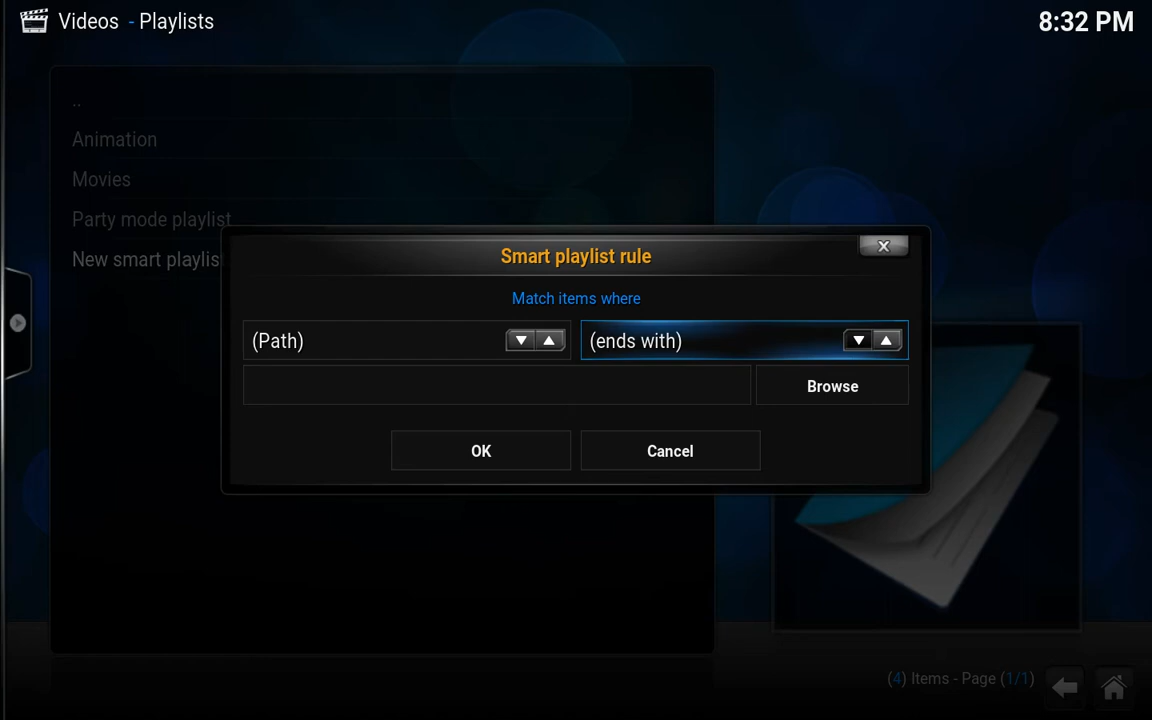 Videos - Playlists
8:32 PM
..
Animation
Movies
Party mode playlist
New smart playlis
Smart playlist rule
Match items where
(Path)
(ends with)
Browse
OK
Cancel
(4) Items - Page (1/1)